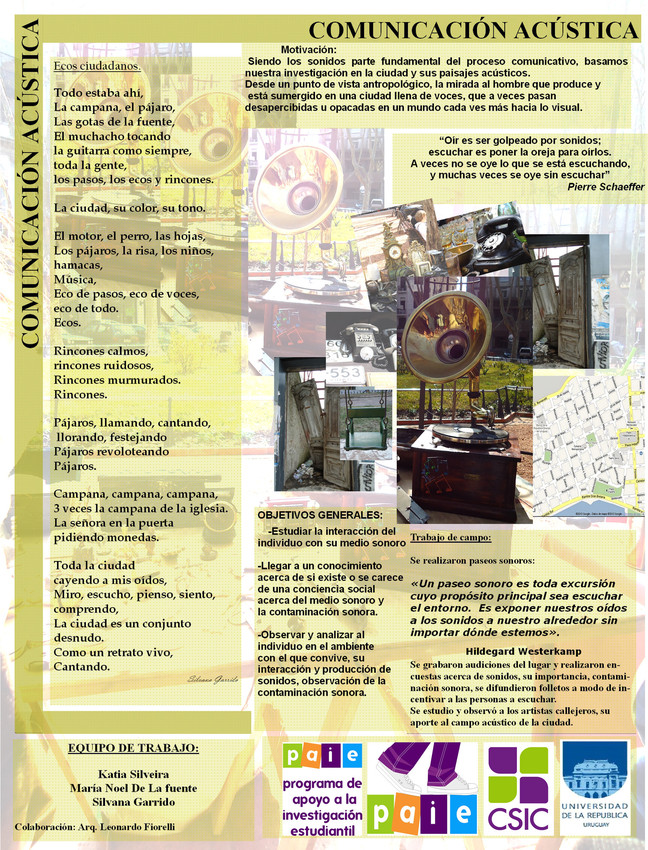 COMUNICACIÓN ACÚSTICA
COMUNICACIÓN ACÚSTICA
Motivación:
Siendo los sonidos parte fundamental del proceso comunicativo, basamos
nuestra investigación en la ciudad y sus paisajes acústicos.
Desde un punto de vista antropológico, la mirada al hombre que produce y
está sumergido en una ciudad llena de voces, que a veces pasan
desapercibidas u opacadas en un mundo cada ves más hacia lo visual.
“Oir es ser golpeado por sonidos;
escuchar es poner la oreja para oirlos.
A veces no se oye lo que se está escuchando,
y muchas veces se oye sin escuchar”
Pierre Schaeffer
Ecos ciudadanos.
Todo estaba ahí,
La campana, el pájaro,
Las gotas de la fuente,
El muchacho tocando
la guitarra como siempre,
toda la gente,
los pasos, los ecos y rincones.
La ciudad, su color, su tono.
El motor, el perro, las hojas,
Los pájaros, la risa, los niños,
hamacas,
Música,
Eco de pasos, eco de voces,
eco de todo.
Ecos.
Rincones calmos,
rincones ruidosos,
Rincones murmurados.
Rincones.
Pájaros, llamando, cantando,
llorando, festejando
Pájaros revoloteando
Pájaros.
Campana, campana, campana,
3 veces la campana de la iglesia.
La señora en la puerta
pidiendo monedas.
Toda la ciudad
cayendo a mis oídos,
Miro, escucho, pienso, siento,
comprendo,
La ciudad es un conjunto
desnudo.
Como un retrato vivo,
Cantando.
Silvana Garrido
553
OBJETIVOS GENERALES:
-Estudiar la interacción del
individuo con su medio sonoro
-Llegar a un conocimiento
acerca de si existe o se carece
de una conciencia social
acerca del medio sonoro y
la contaminación sonora.
-Observar y analizar al
individuo en el ambiente
con el que convive, su
interacción y producción de
sonidos, observación de la
contaminación sonora.
Trabajo de campo:
Se realizaron paseos sonoros:
«Un paseo sonoro es toda excursión
cuyo propósito principal sea escuchar
el entorno. Es exponer nuestros oídos
a los sonidos a nuestro alrededor sin
importar dónde estemos».
Hildegard Westerkamp
Se grabaron audiciones del lugar y realizaron en-
cuestas acerca de sonidos, su importancia, contami-
nación sonora, se difundieron folletos a modo de in-
centivar a las personas a escuchar.
Se estudio y observó a los artistas callejeros, su
aporte al campo acústico de la ciudad.
EQUIPO DE TRABAJO:
Katia Silveira
María Noel De La fuente
Silvana Garrido
Colaboración: Arq. Leonardo Fiorelli
paie
programa de
apoyo a la
investigación
estudiantil
paie
CSIC
UNIVERSIDAD
DE LA REPUBLICA
URUGUAY